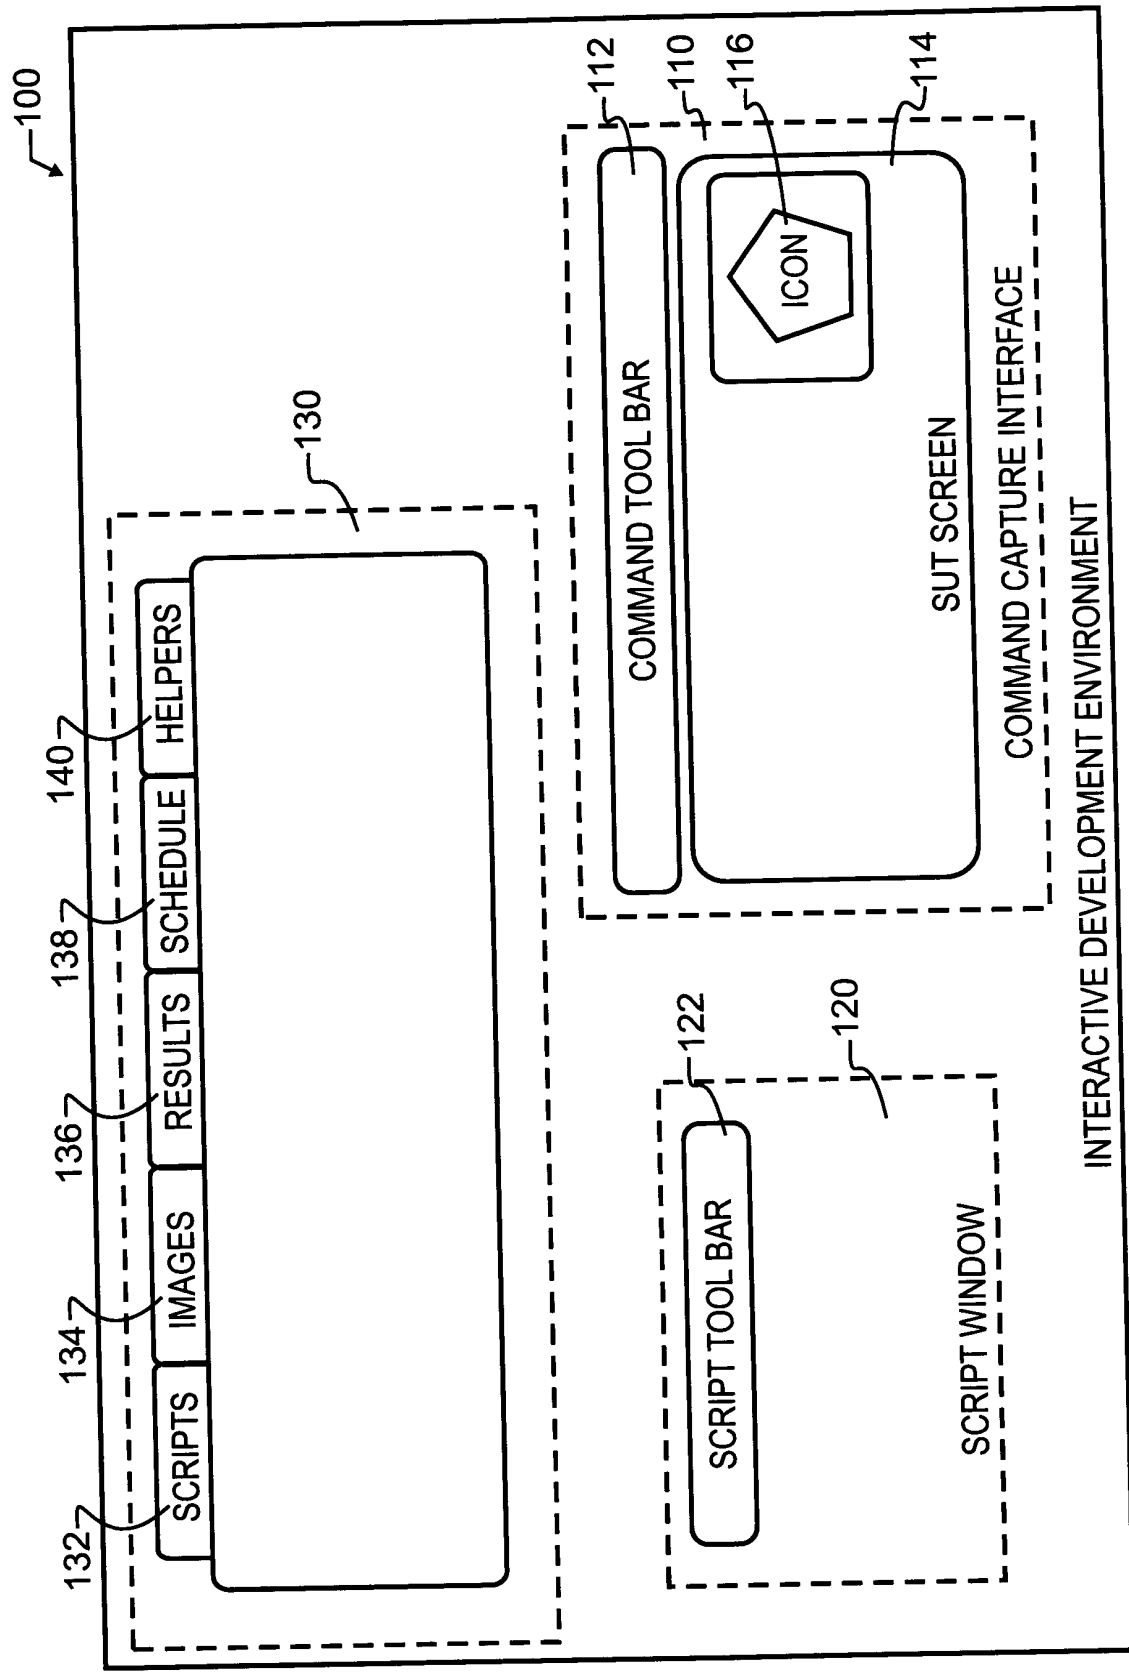 100
132
134
136
138
140
SCRIPTS
IMAGES
RESULTS
SCHEDULE
HELPERS
130
112
COMMAND TOOL BAR
110
116
ICON
114
SUT SCREEN
COMMAND CAPTURE INTERFACE
122
SCRIPT TOOL BAR
120
SCRIPT WINDOW
INTERACTIVE DEVELOPMENT ENVIRONMENT